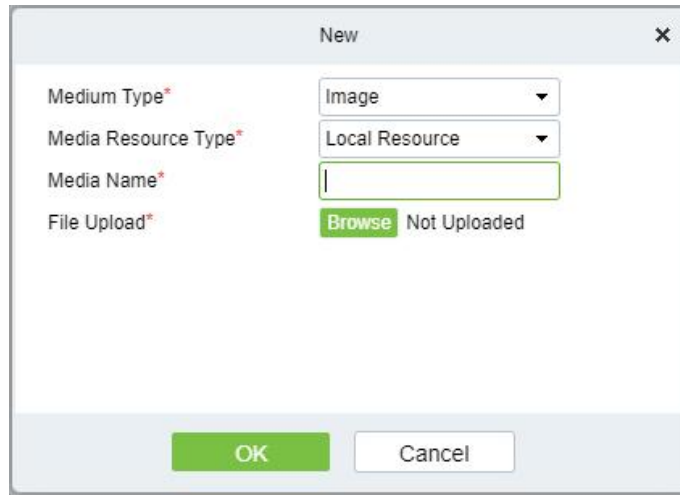 New
Medium Type* Image
Media Resource Type* Local Resource
Media Name*
File Upload* Browse Not Uploaded
OK Cancel